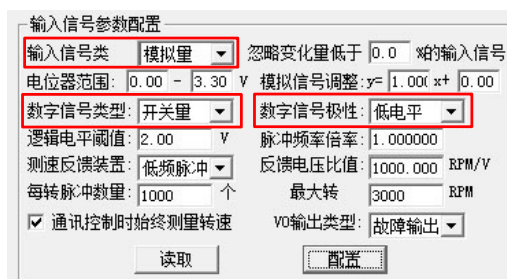 输入信号参数配置
输入信号类 模拟量 忽略变化量低于 0.0 %的输入信号
电位器范围: 0.00 - 3.30 V 模拟信号调整:y= 1.00( x+ 0.00
数字信号类型: 开关量 数字信号极性: 低电平
逻辑电平阈值: 2.00 V 脉冲频率倍率: 1.000000
测速反馈装置: 低频脉冲 反馈电压比值: 1000.000 RPM/V
每转脉冲数量: 1000 个 最大转 3000 RPM
通讯控制时始终测量转速 VO输出类型: 故障输出
读取 配置